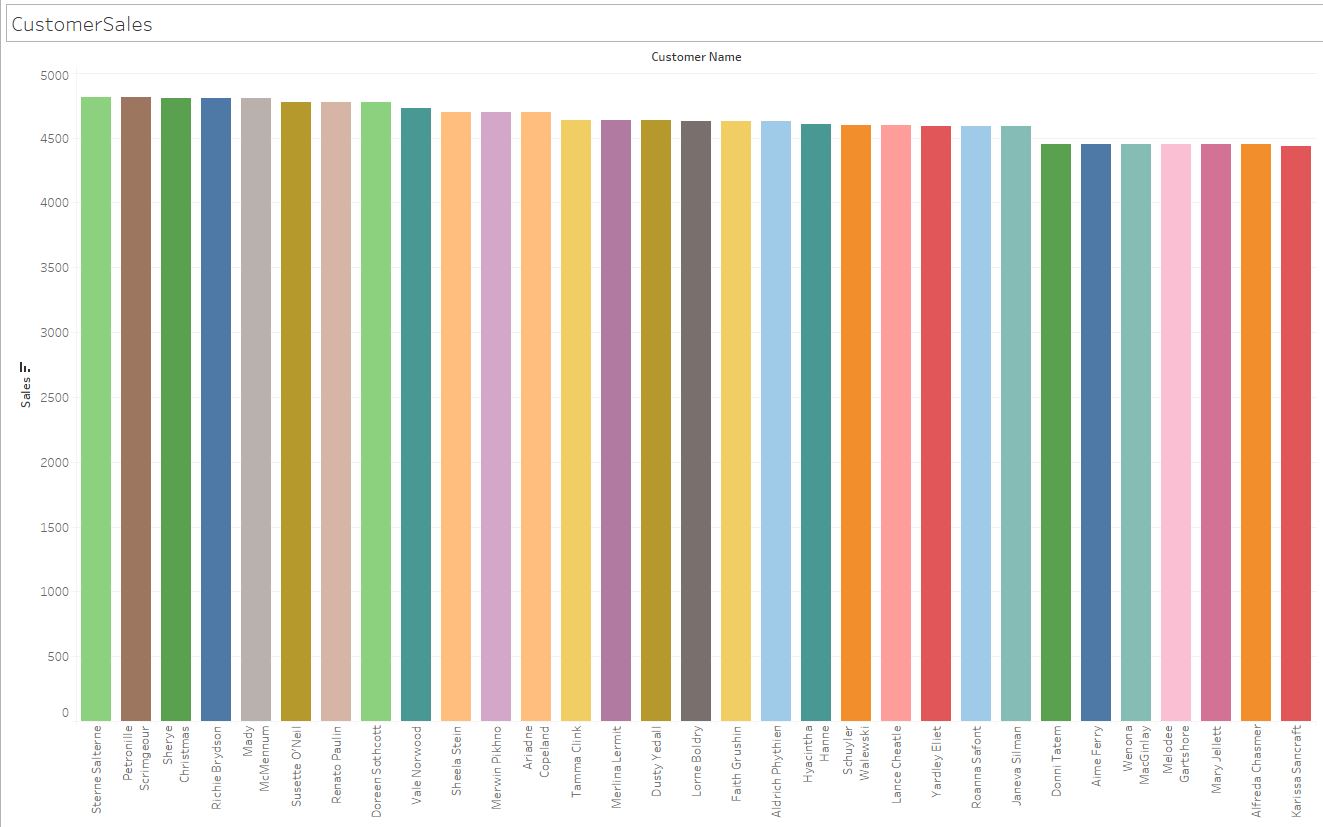 CustomerSales
Customer Name
5000
4500
4000
3500
3000
2500
2000
1500
1000
500
0
Sales
Sterne Salterne
Petronille
Scrimgeour
Sherye
Christmas
Richie Brydson
Mady
McMennum
Susette O'Neil
Renato Paulin
Doreen Sothcott
Vale Norwood
Sheela Stein
Merwin Pikhno
Ariadne
Copeland
Tamma Clink
Merlina Lermit
Dusty Yedall
Lorne Boldry
Faith Grushin
Aldrich Phythien
Hyacintha
Hanne
Schuyler
Walewski
Lance Cheatle
Yardley Eliet
Roanna Safont
Janeva Silman
Donni Tatem
Aime Ferry
Wenona
MacGinlay
Melodee
Gartshore
Mary Jellett
Alfreda Chasmer
Karissa Sancraft